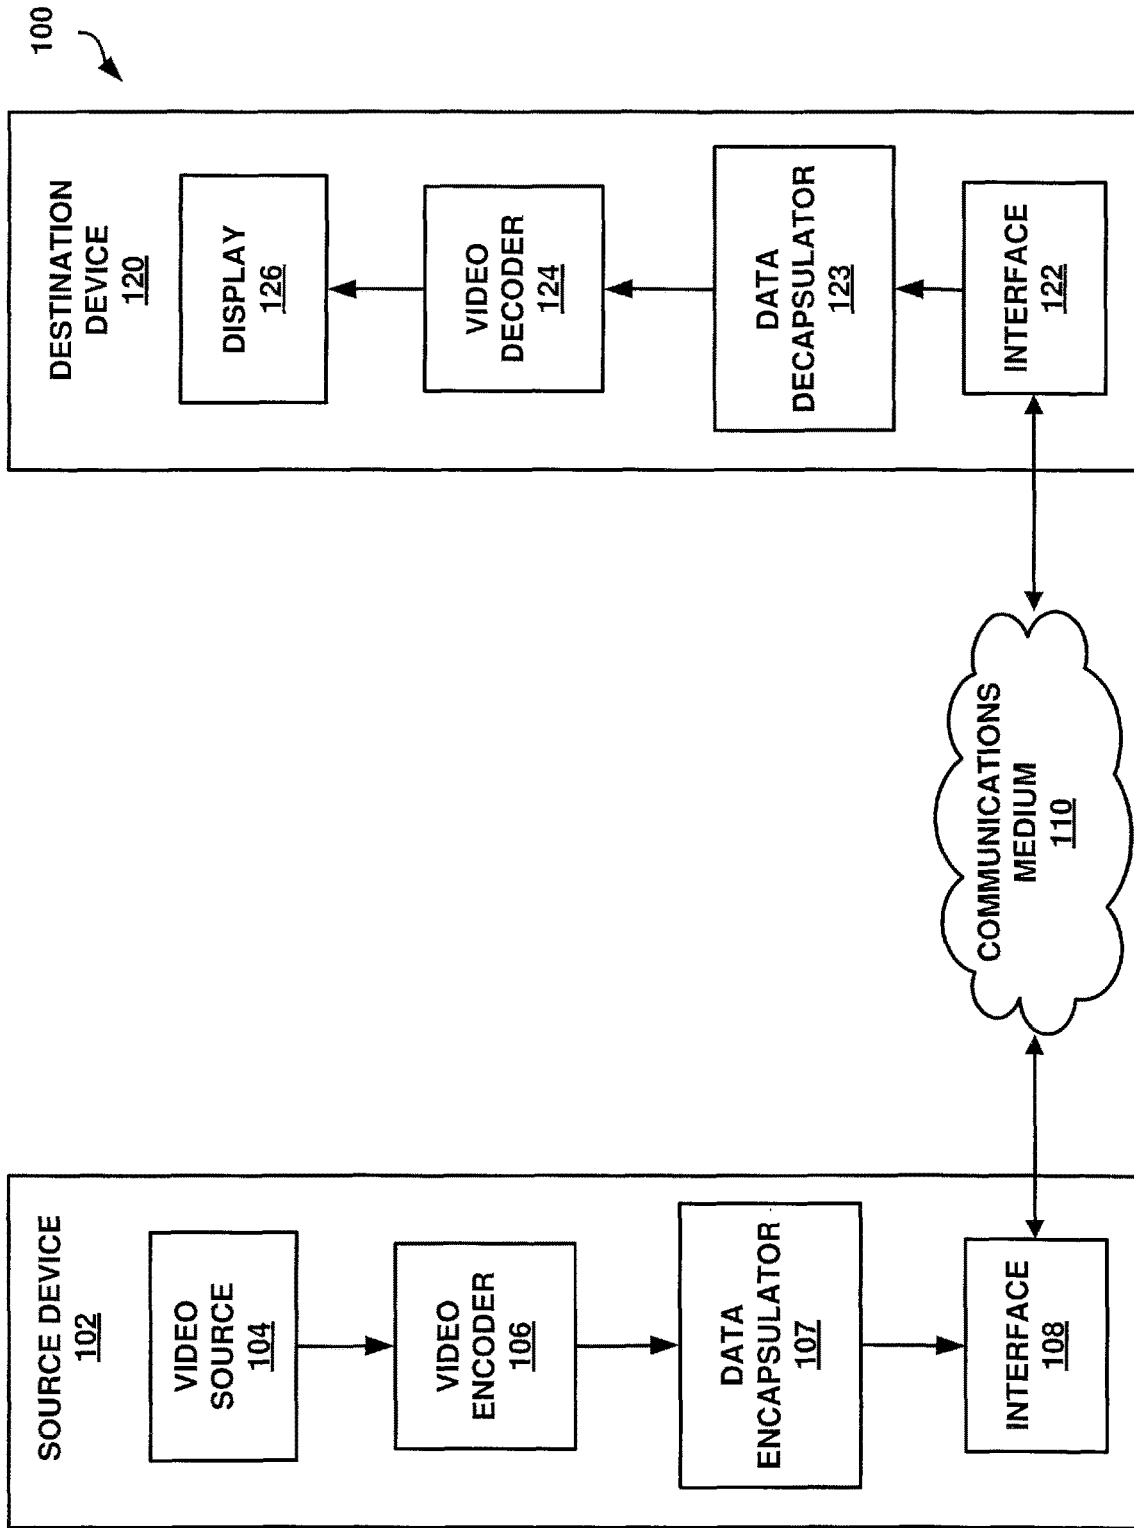 100
SOURCE DEVICE
102
VIDEO
SOURCE
104
VIDEO
ENCODER
106
DATA
ENCAPSULATOR
107
INTERFACE
108
COMMUNICATIONS
MEDIUM
110
DESTINATION
DEVICE
120
DISPLAY
126
VIDEO
DECODER
124
DATA
DECAPSULATOR
123
INTERFACE
122